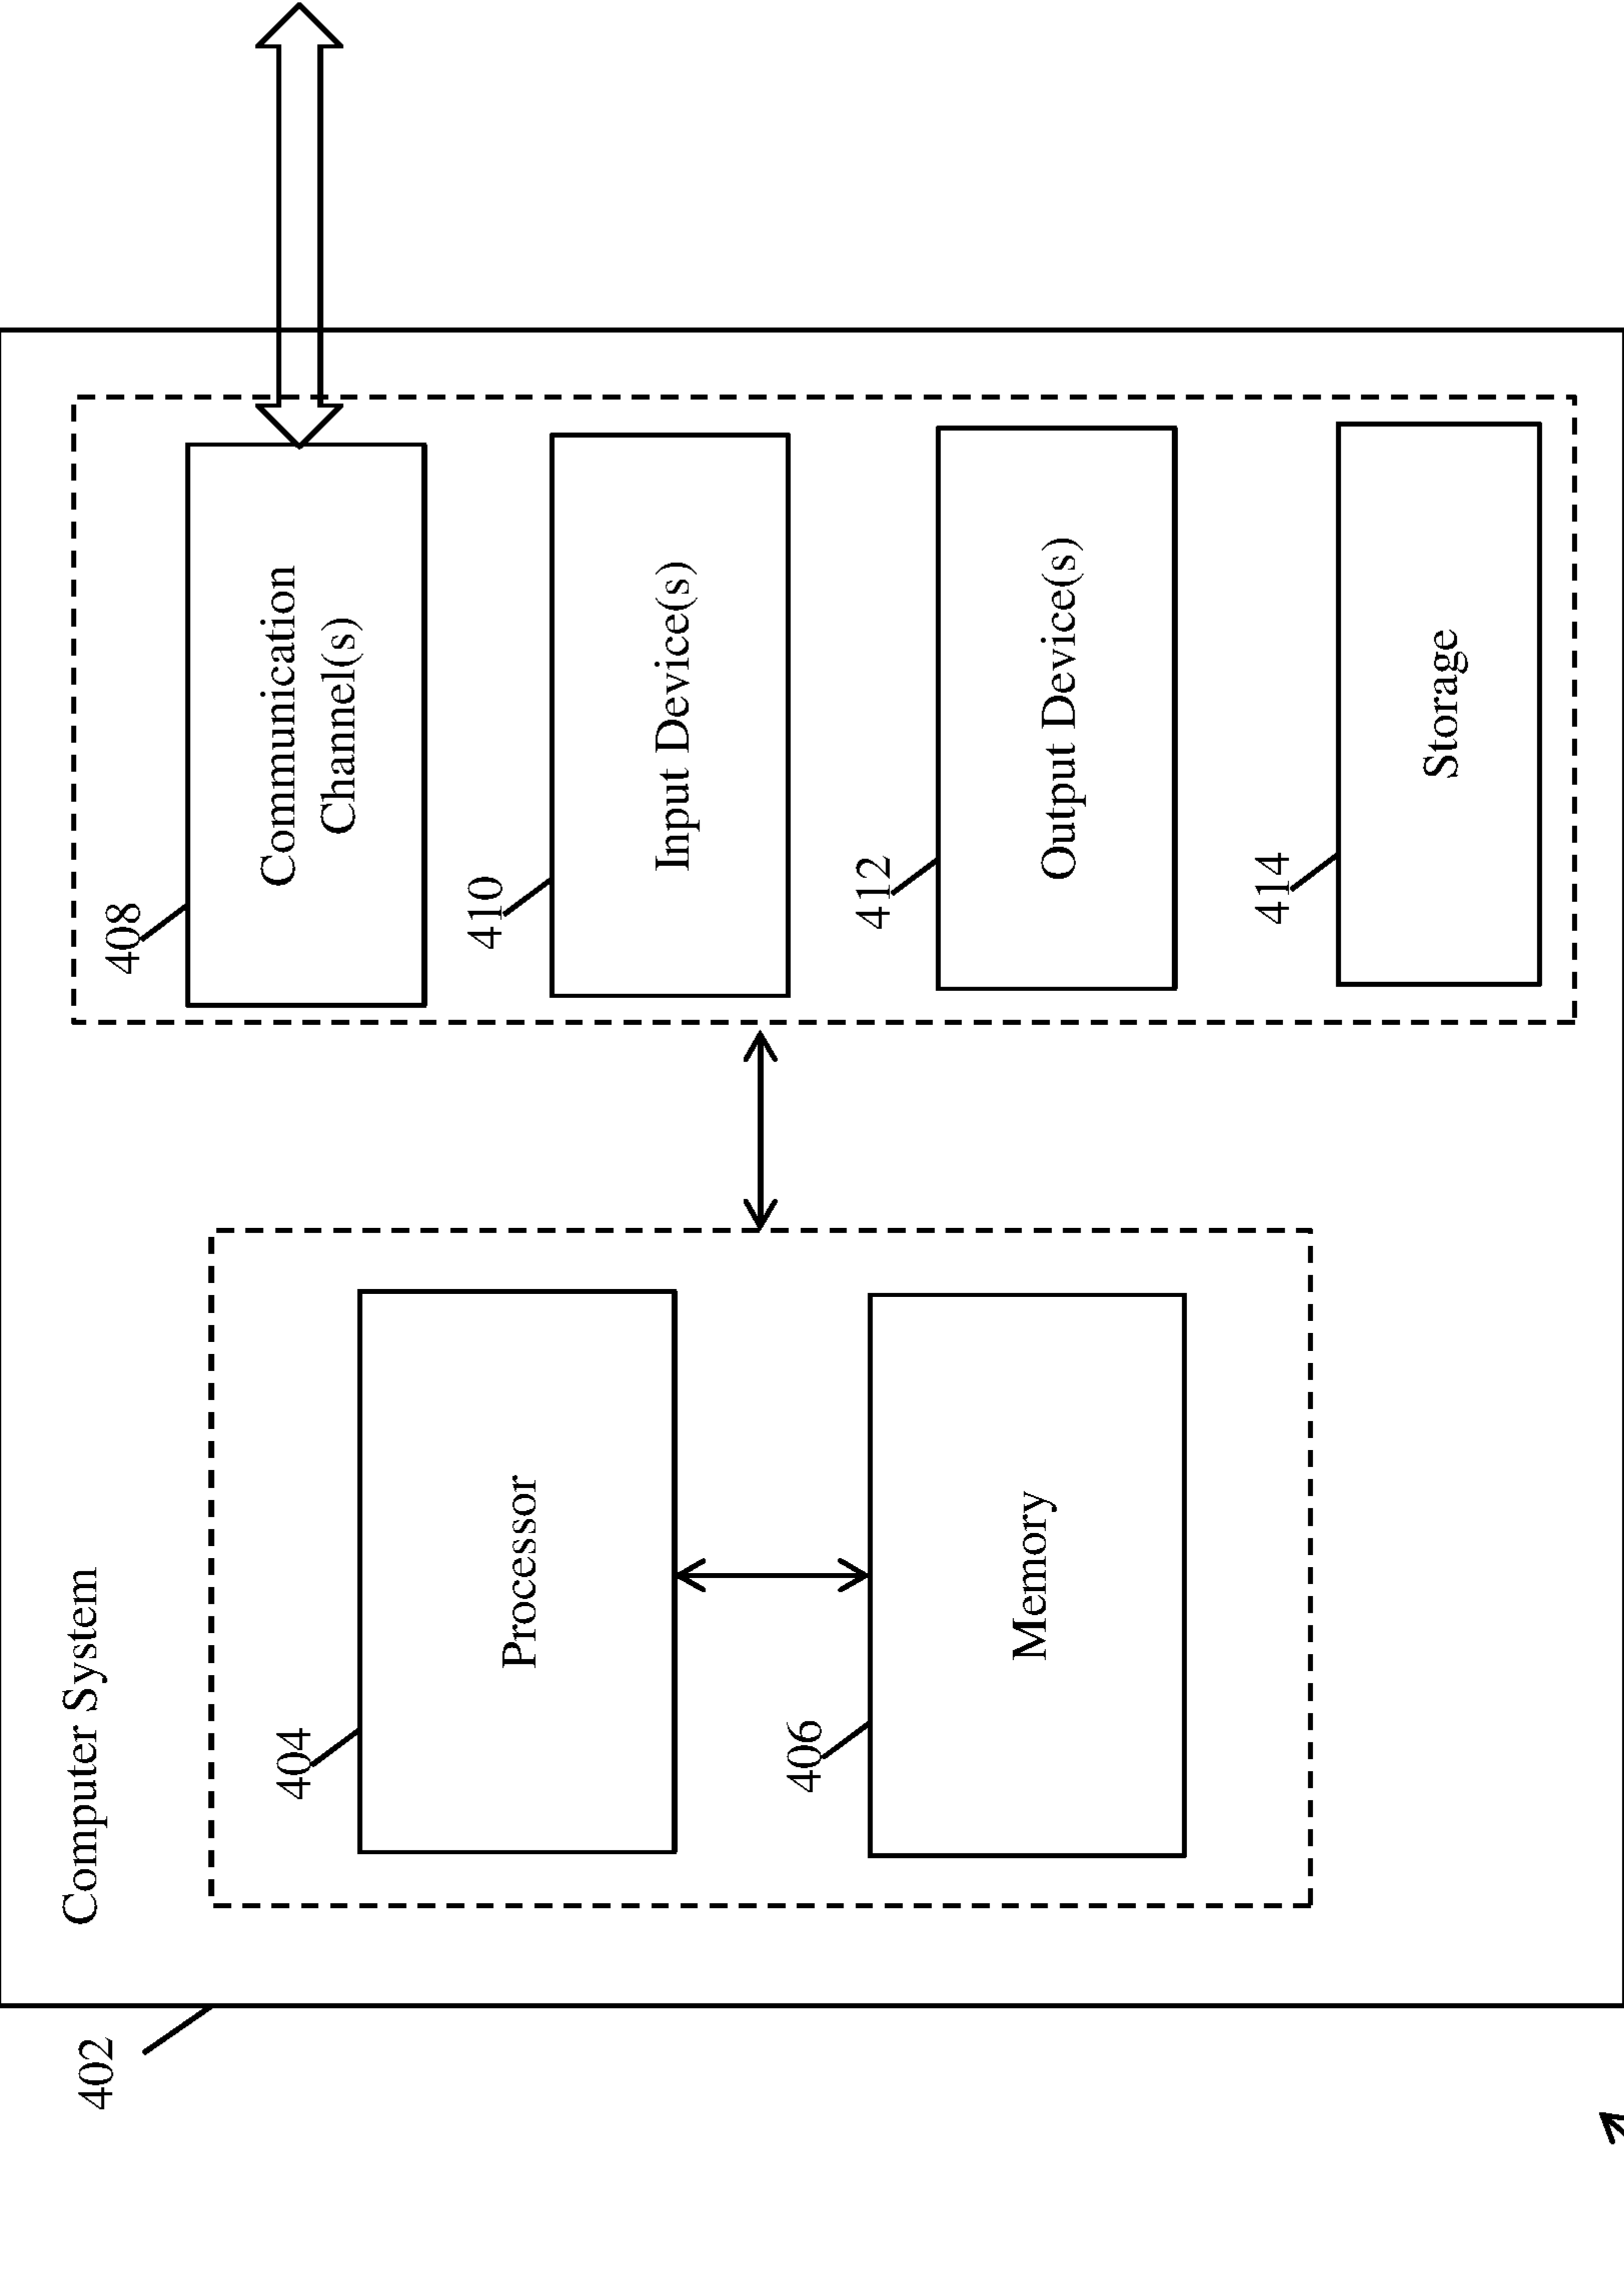 402
Computer System
404
Processor
406
Memory
408
Communication
Channel(s)
410
Input Device(s)
412
Output Device(s)
414
Storage